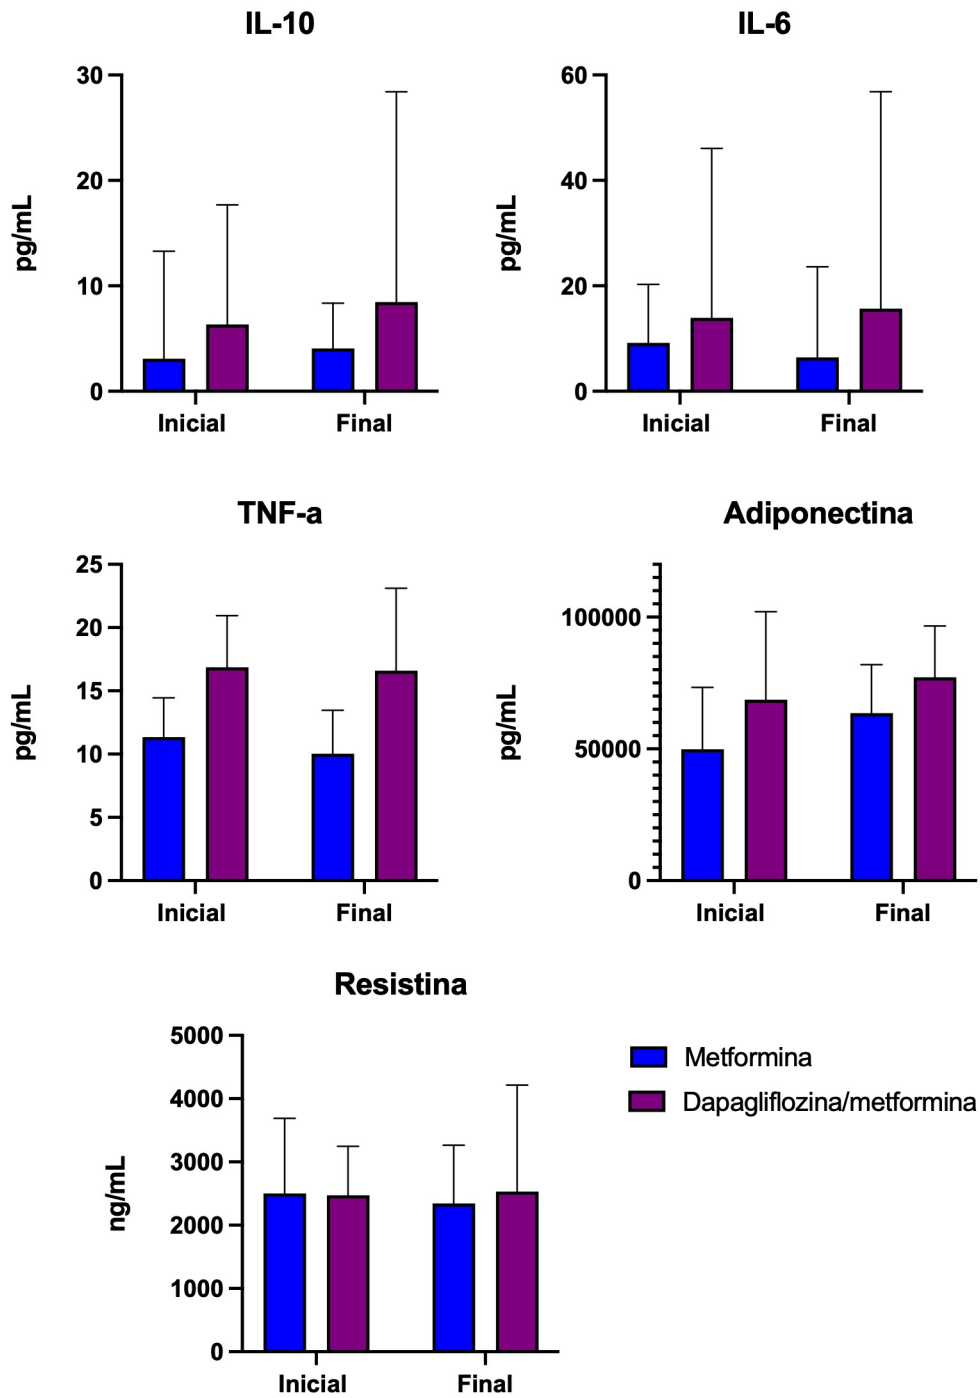 IL-10
30
20
10
0
pg/mL
Inicial Final
IL-6
60
40
20
0
pg/mL
Inicial Final
TNF-a
25
20
15
10
5
0
pg/mL
Inicial Final
Adiponectina
100000
50000
0
pg/mL
Inicial Final
Resistina
5000
4000
3000
2000
1000
0
ng/mL
Inicial Final
Metformina
Dapagliflozina/metformina